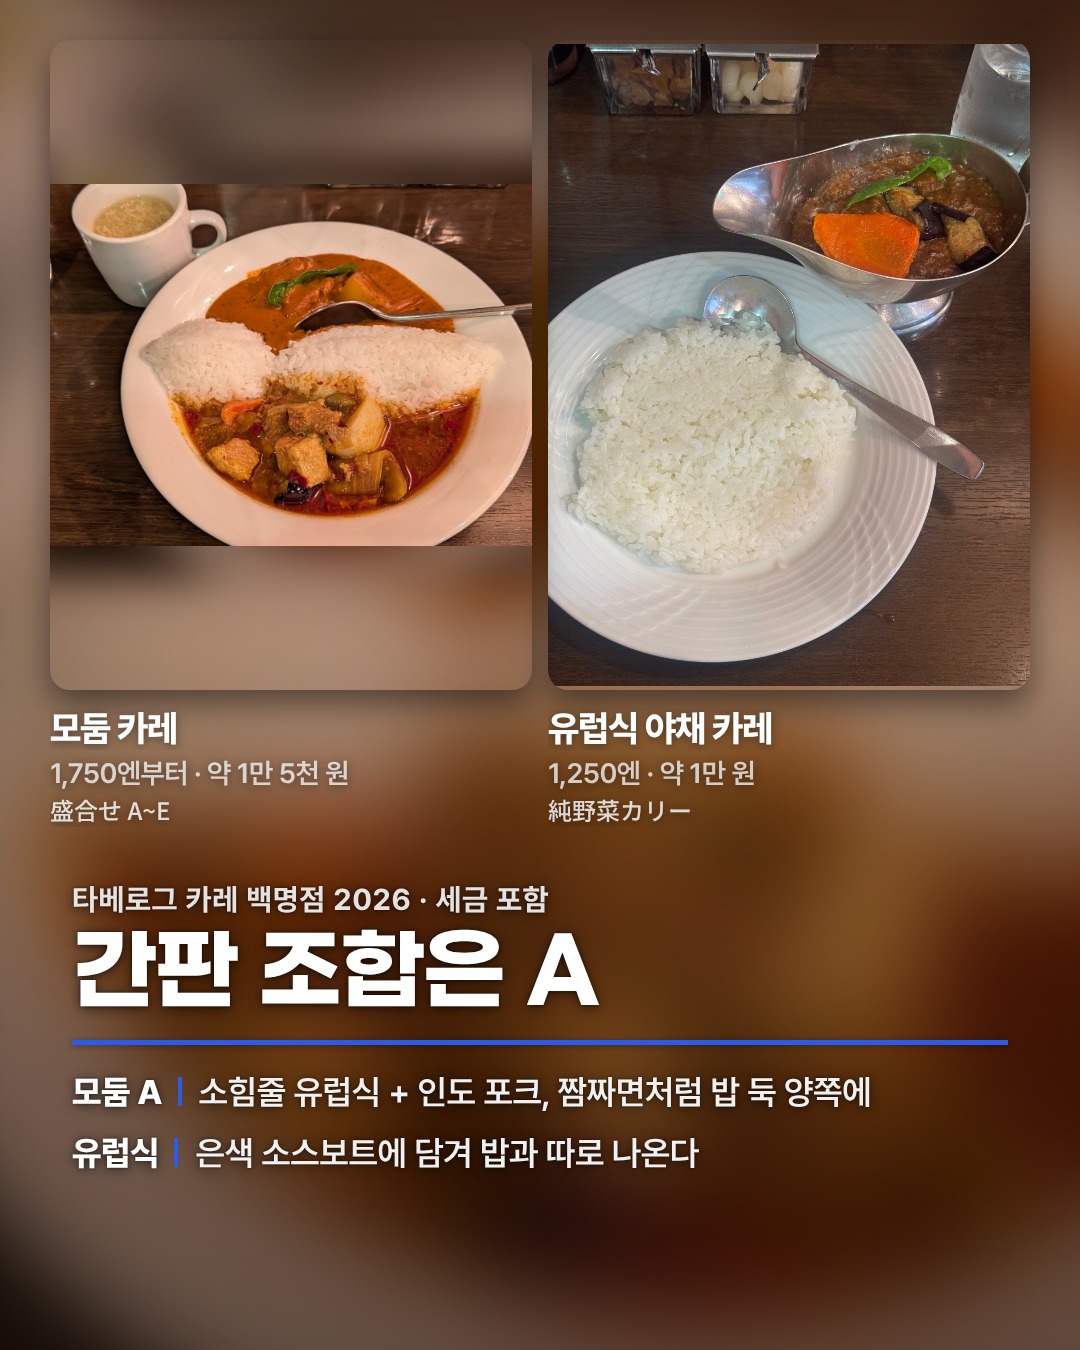 모둠 카레
1,750엔부터 · 약 1만 5천 원
盛合せ A~E
유럽식 야채 카레
1,250엔 · 약 1만 원
純野菜カリー
타베로그 카레 백명점 2026 · 세금 포함
간판 조합은 A
모둠 A | 소힘줄 유럽식 + 인도 포크, 짬짜면처럼 밥 둑 양쪽에
유럽식 | 은색 소스보트에 담겨 밥과 따로 나온다